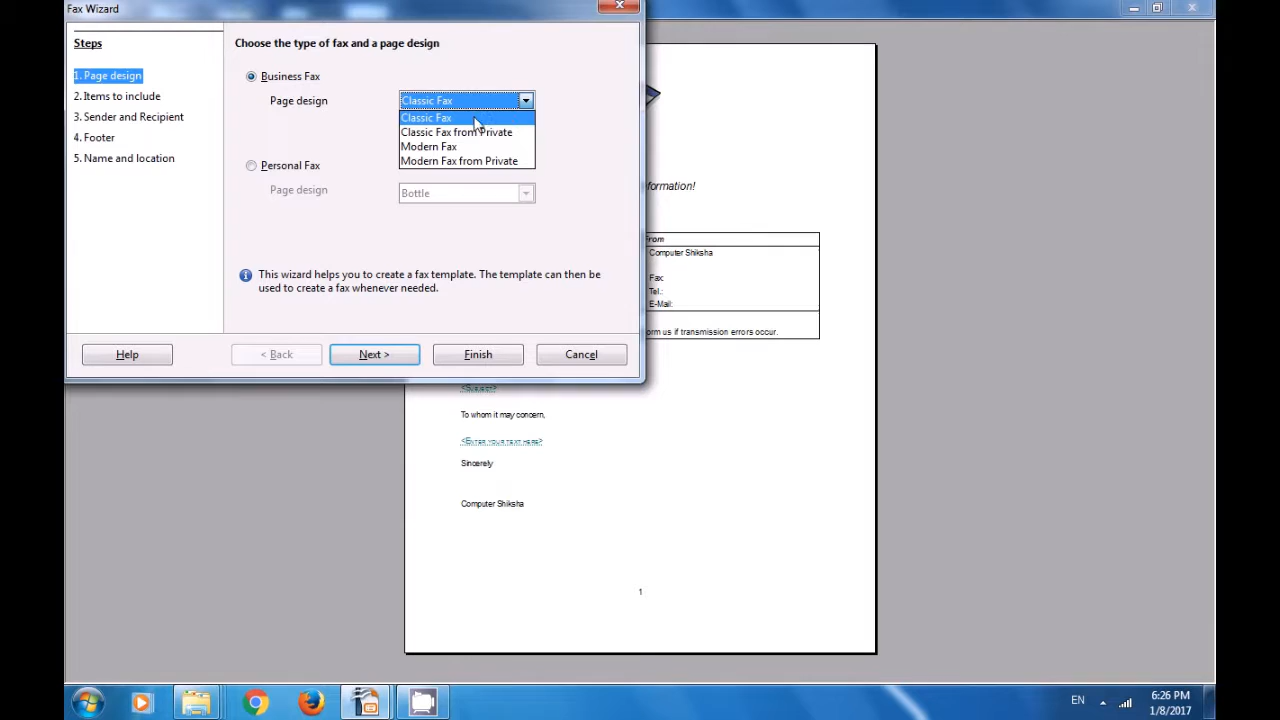 Fax Wizard
Steps
1. Page design
2. Items to include
3. Sender and Recipient
4. Footer
5. Name and location
Choose the type of fax and a page design
Business Fax
Page design
Classic Fax
Classic Fax
Classic Fax from Private
Modern Fax
Modern Fax from Private
Personal Fax
Page design
Bottle
This wizard helps you to create a fax template. The template can then be
used to create a fax whenever needed.
Help
< Back
Next >
Finish
Cancel
formation!
From
Computer Shiksha
Fax:
Tel.:
E-Mail:
orm us if transmission errors occur.
<Subject>
To whom it may concern,
<Enter your text here>
Sincerely
Computer Shiksha
1
EN
6:26 PM
1/8/2017